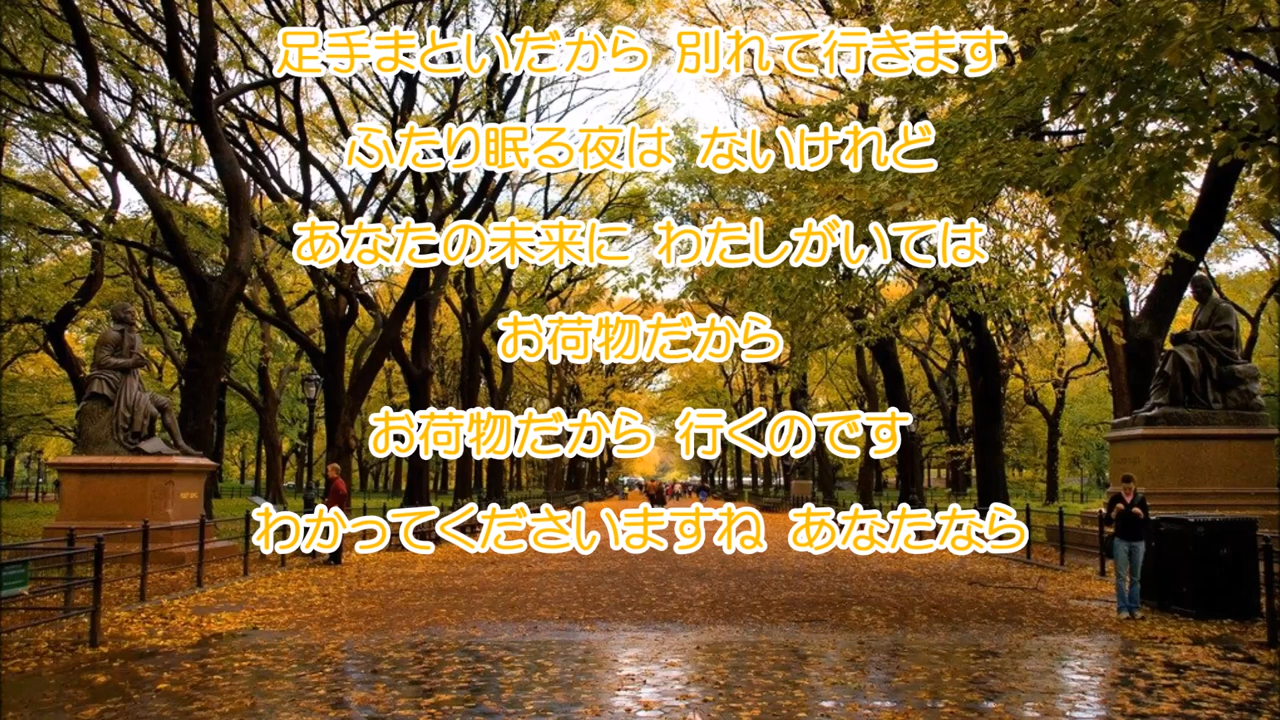 足手まといだから 別れて行きます
ふたり眠る夜は ないけれど
あなたの未来に わたしがいては
お荷物だから
お荷物だから 行くのです
わかってくださいますね あなたなら